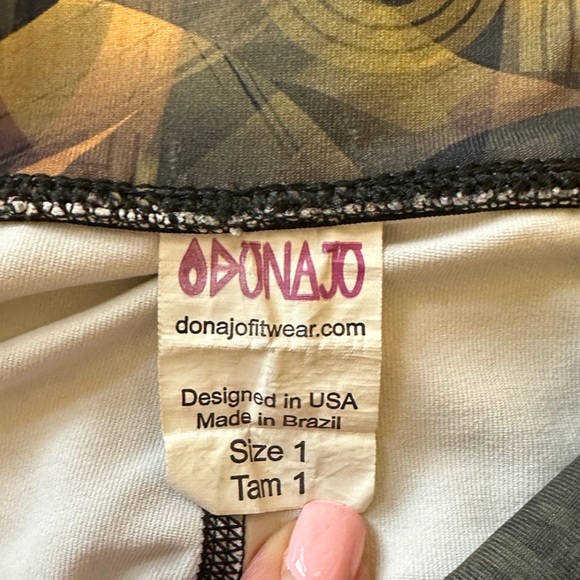 DONAJO
donajofitwear.com
Designed in USA
Made in Brazil
Size 1
Tam 1